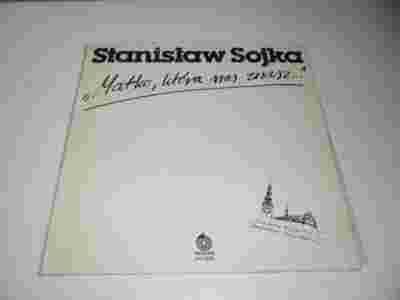 Stanisław Sojka
„Matko, która nas znasz..."